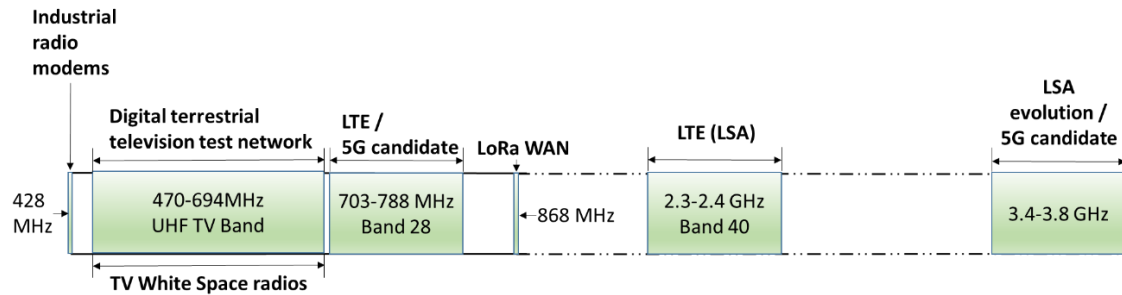 Industrial
radio
modems
Digital terrestrial
television test network
LTE /
5G candidate
LoRa WAN
LTE (LSA)
LSA
evolution /
5G candidate
428
MHz
470-694MHz
UHF TV Band
703-788 MHz
Band 28
868 MHz
2.3-2.4 GHz
Band 40
3.4-3.8 GHz
TV White Space radios